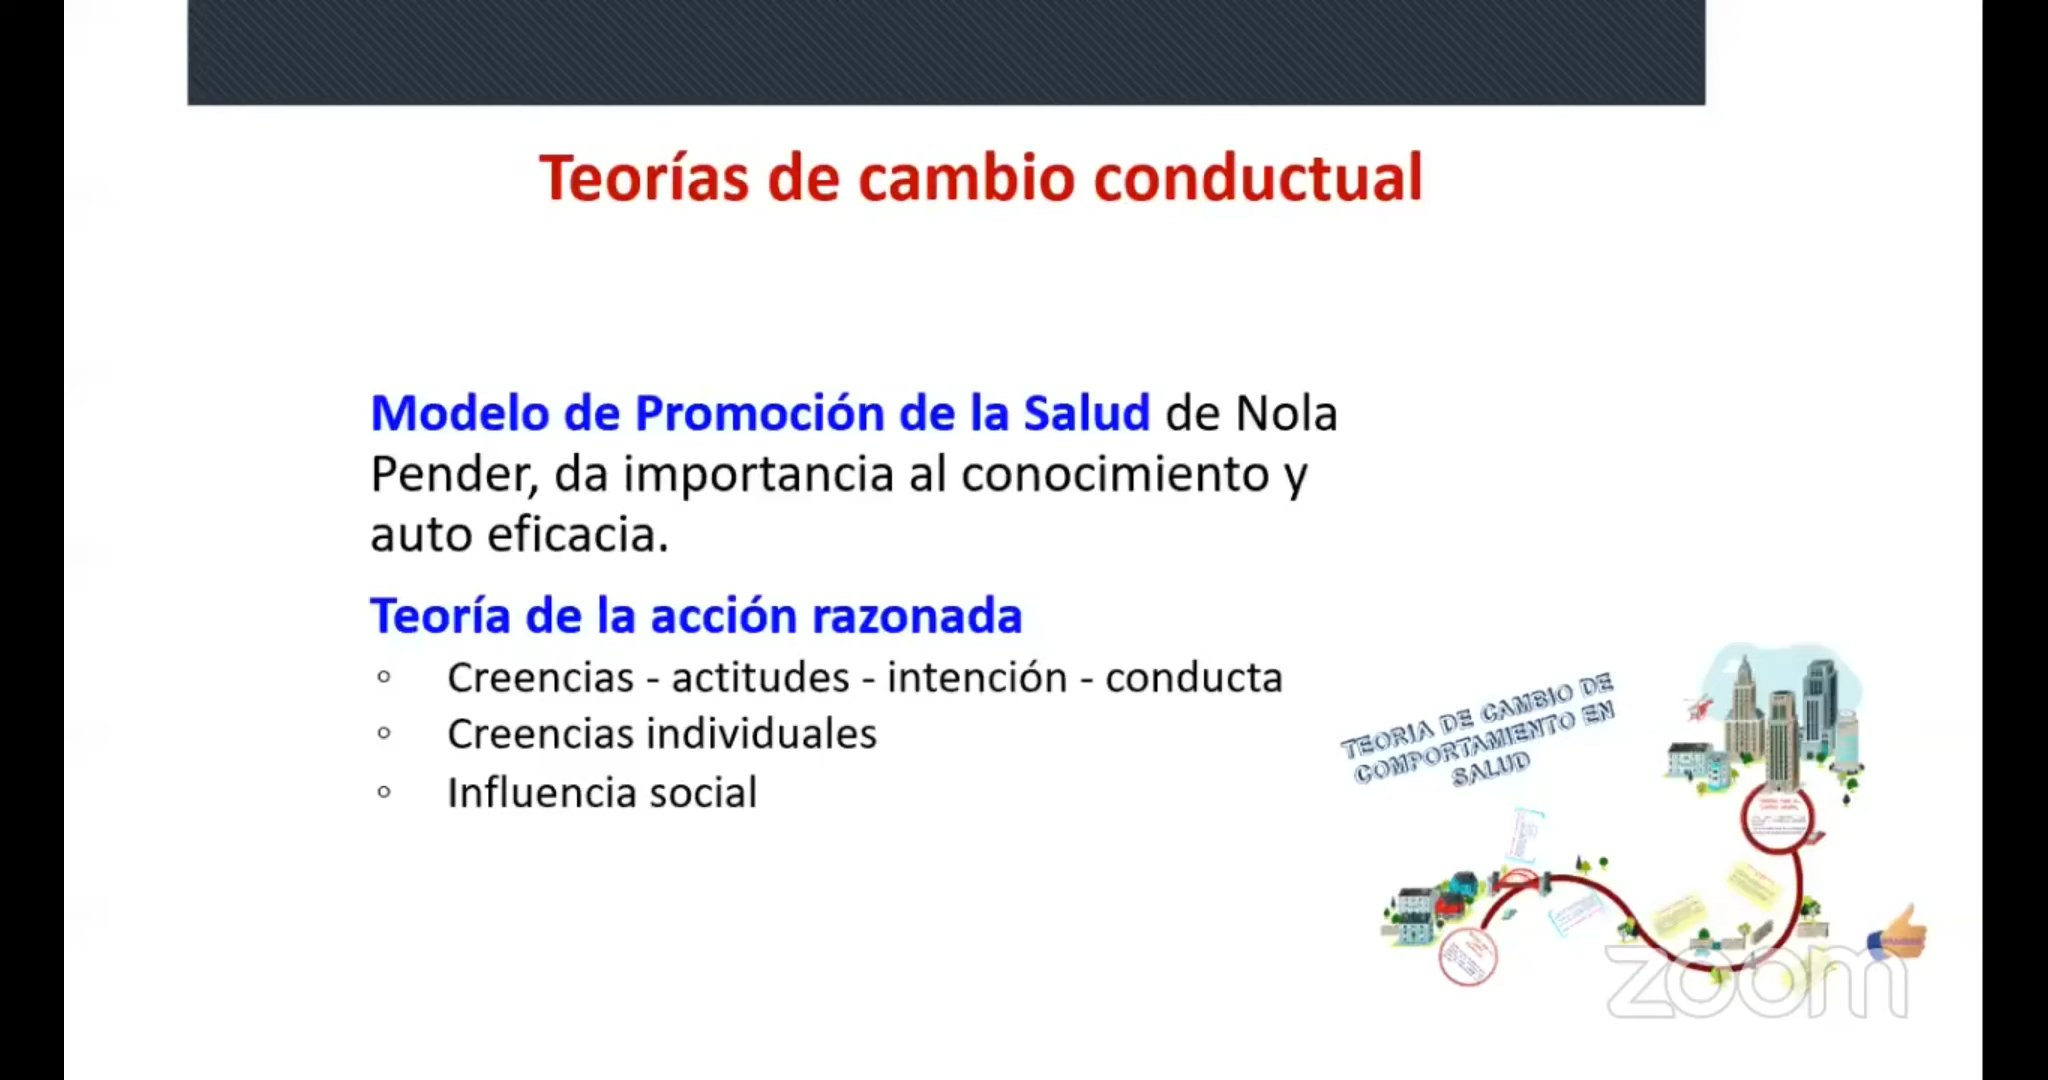 Teorías de cambio conductual
Modelo de Promoción de la Salud de Nola
Pender, da importancia al conocimiento y
auto eficacia.
Teoría de la acción razonada
◦ Creencias - actitudes - intención - conducta
◦ Creencias individuales
◦ Influencia social
TEORIA DE CAMBIO DE
COMPORTAMIENTO EN
SALUD
zoom